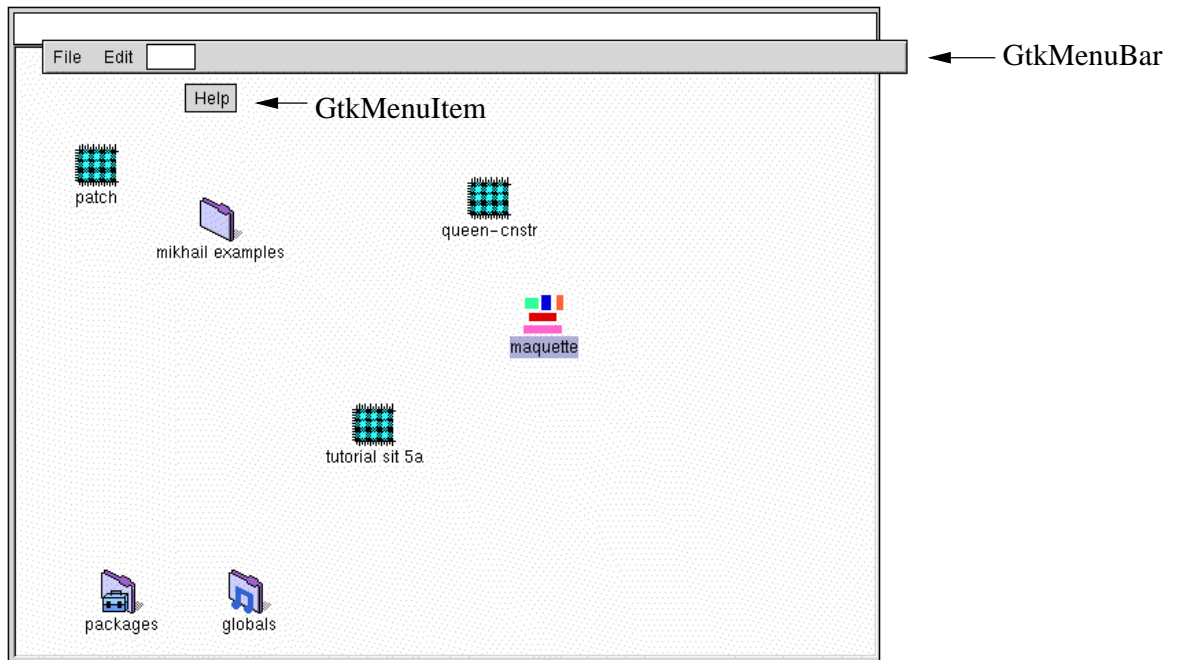 File Edit
GtkMenuBar
Help
GtkMenuItem
patch
mikhail examples
queen-cnstr
maquette
tutorial sit 5a
packages
globals